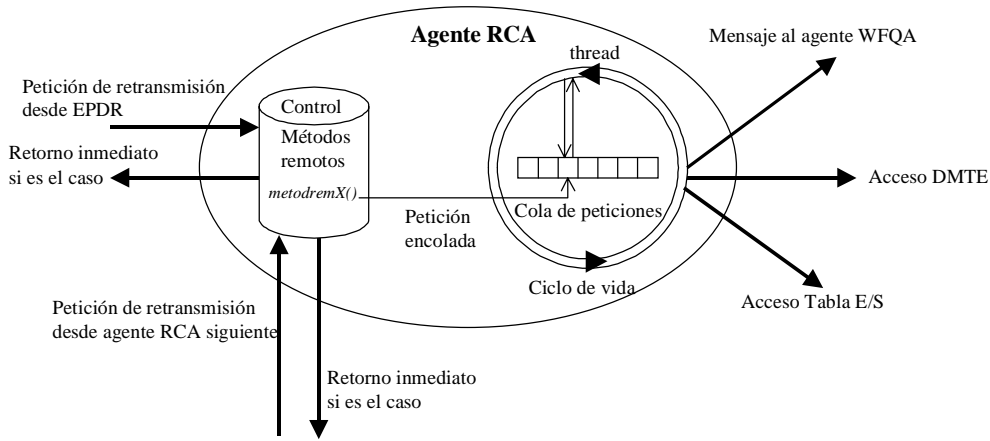 Agente RCA
thread
Mensaje al agente WFQA
Petición de retransmisión
desde EPDR
Control
Métodos
remotos
metodremX()
Retorno inmediato
si es el caso
Acceso DMTE
Cola de peticiones
Petición
encolada
Ciclo de vida
Acceso Tabla E/S
Petición de retransmisión
desde agente RCA siguiente
Retorno inmediato
si es el caso